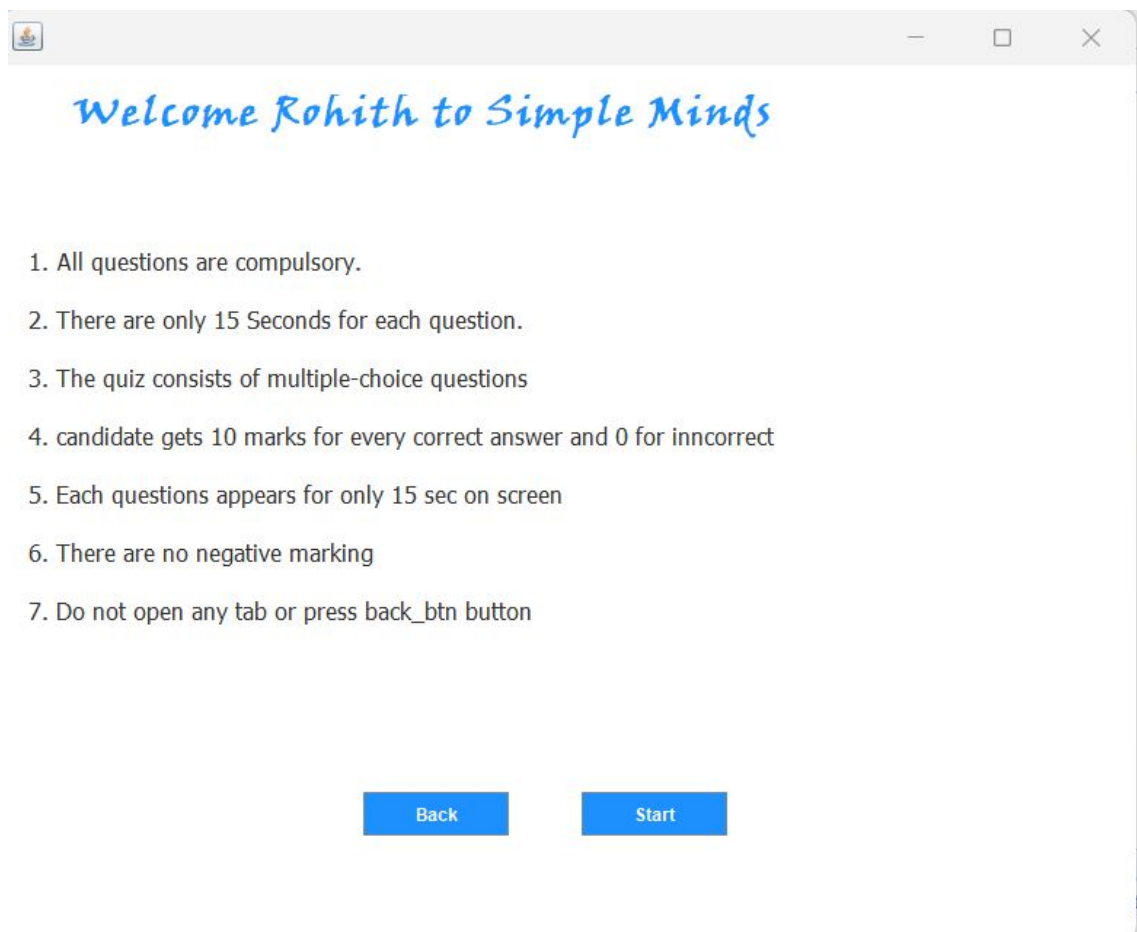 Welcome Rohith to Simple Minds
1. All questions are compulsory.
2. There are only 15 Seconds for each question.
3. The quiz consists of multiple-choice questions
4. candidate gets 10 marks for every correct answer and 0 for inncorrect
5. Each questions appears for only 15 sec on screen
6. There are no negative marking
7. Do not open any tab or press back_btn button
Back
Start